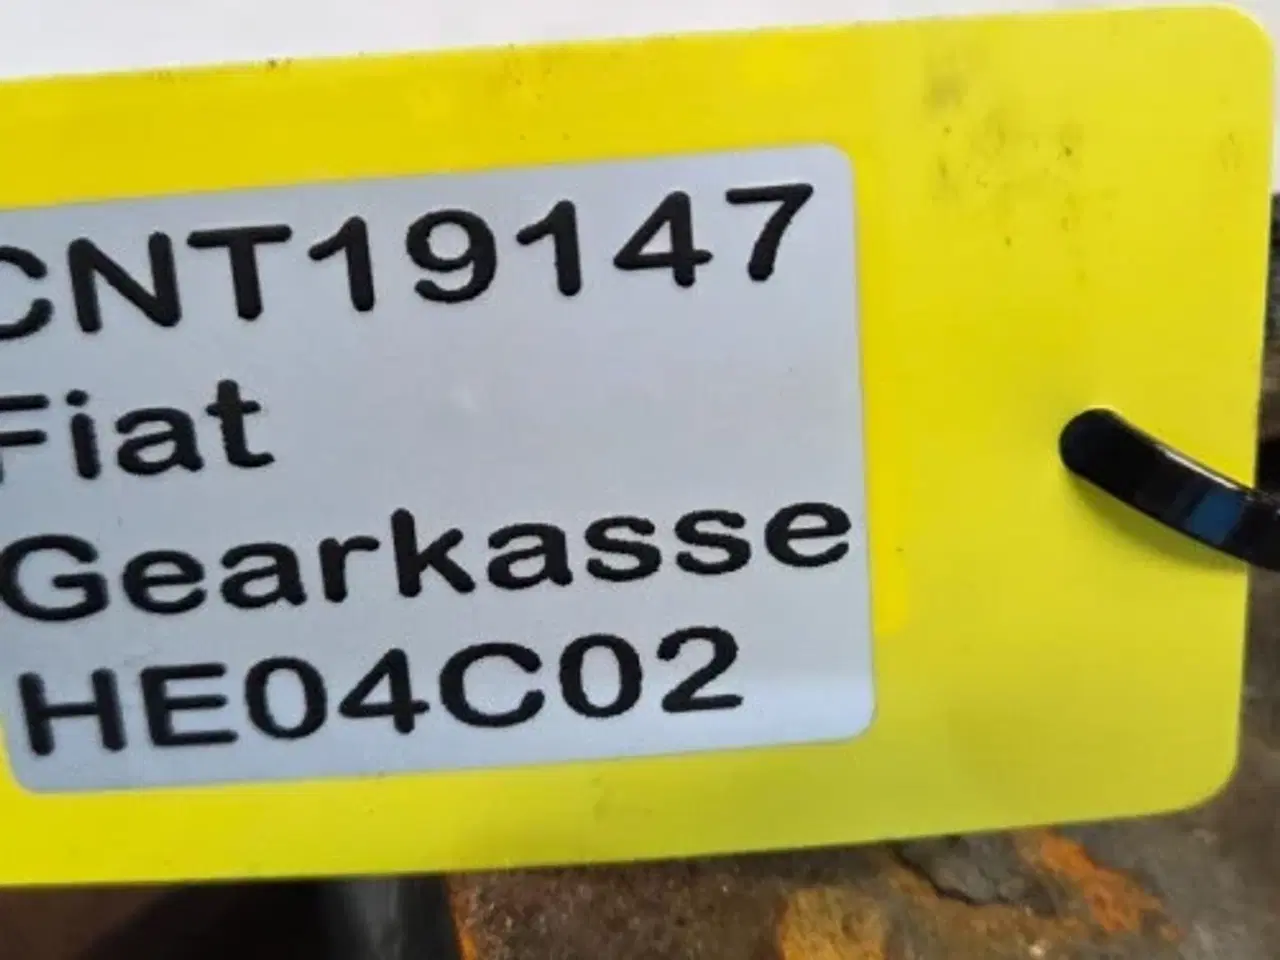 CNT19147
Fiat
Gearkasse
HE04C02